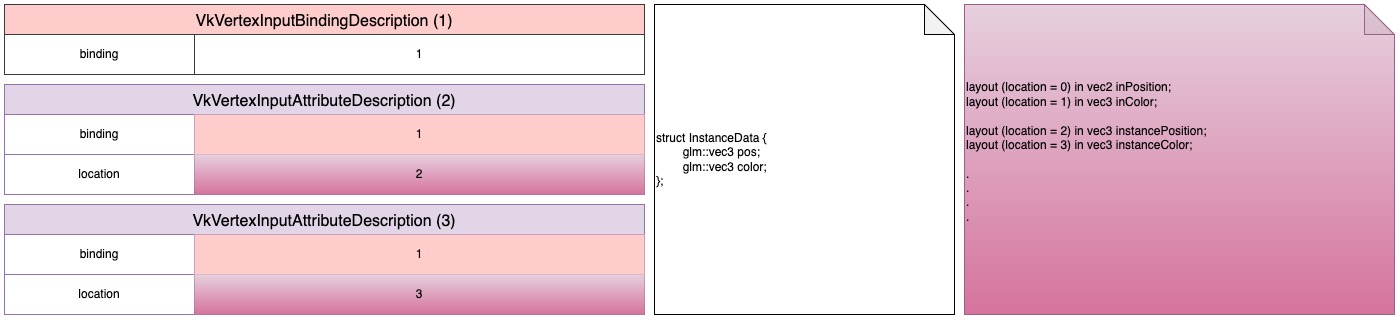 VkVertexInputBindingDescription (1)
binding 1
VkVertexInputAttributeDescription (2)
binding 1
location 2
VkVertexInputAttributeDescription (3)
binding 1
location 3
struct InstanceData {
glm::vec3 pos;
glm::vec3 color;
};
layout (location = 0) in vec2 inPosition;
layout (location = 1) in vec3 inColor;
layout (location = 2) in vec3 instancePosition;
layout (location = 3) in vec3 instanceColor;
.
.
.
.